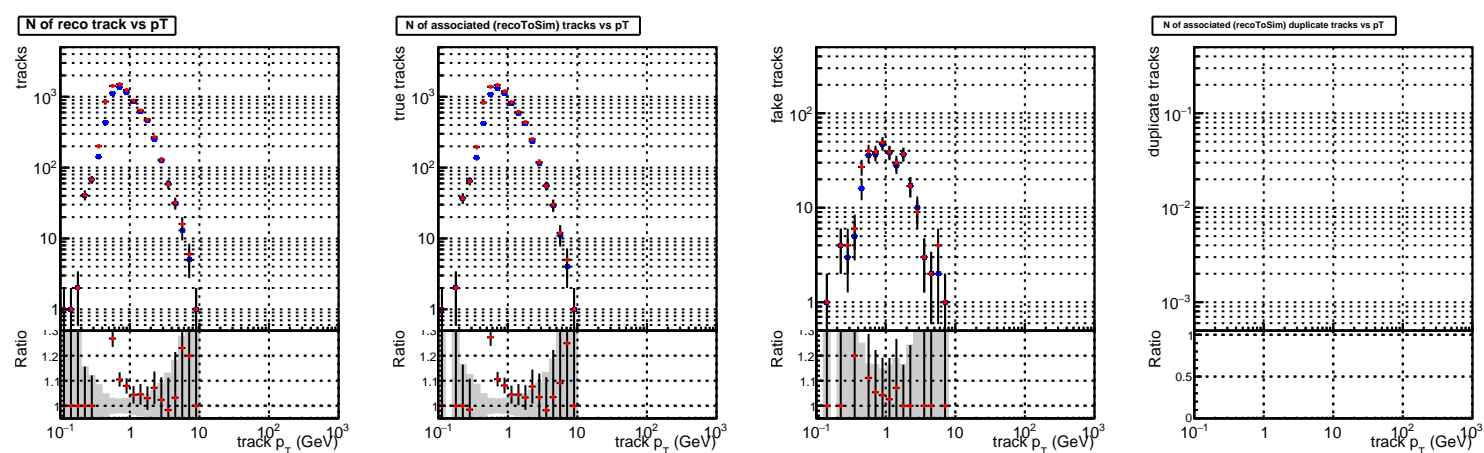 N of reco track vs pT
N of associated (recoToSim) tracks vs pT
N of associated (recoToSim) duplicate tracks vs pT
tracks
10³
10²
10
1
Ratio
1.3
1.2
1.1
1
10⁻¹ 1 10 10² 10³
track p_T (GeV)
true tracks
10³
10²
10
1
Ratio
1.3
1.2
1.1
1
10⁻¹ 1 10 10² 10³
track p_T (GeV)
fake tracks
10²
10
1
Ratio
1.3
1.2
1.1
1
10⁻¹ 1 10 10² 10³
track p_T (GeV)
duplicate tracks
10⁻¹
10⁻²
10⁻³
Ratio
1
0.5
0
10⁻¹ 1 10 10² 10³
track p_T (GeV)